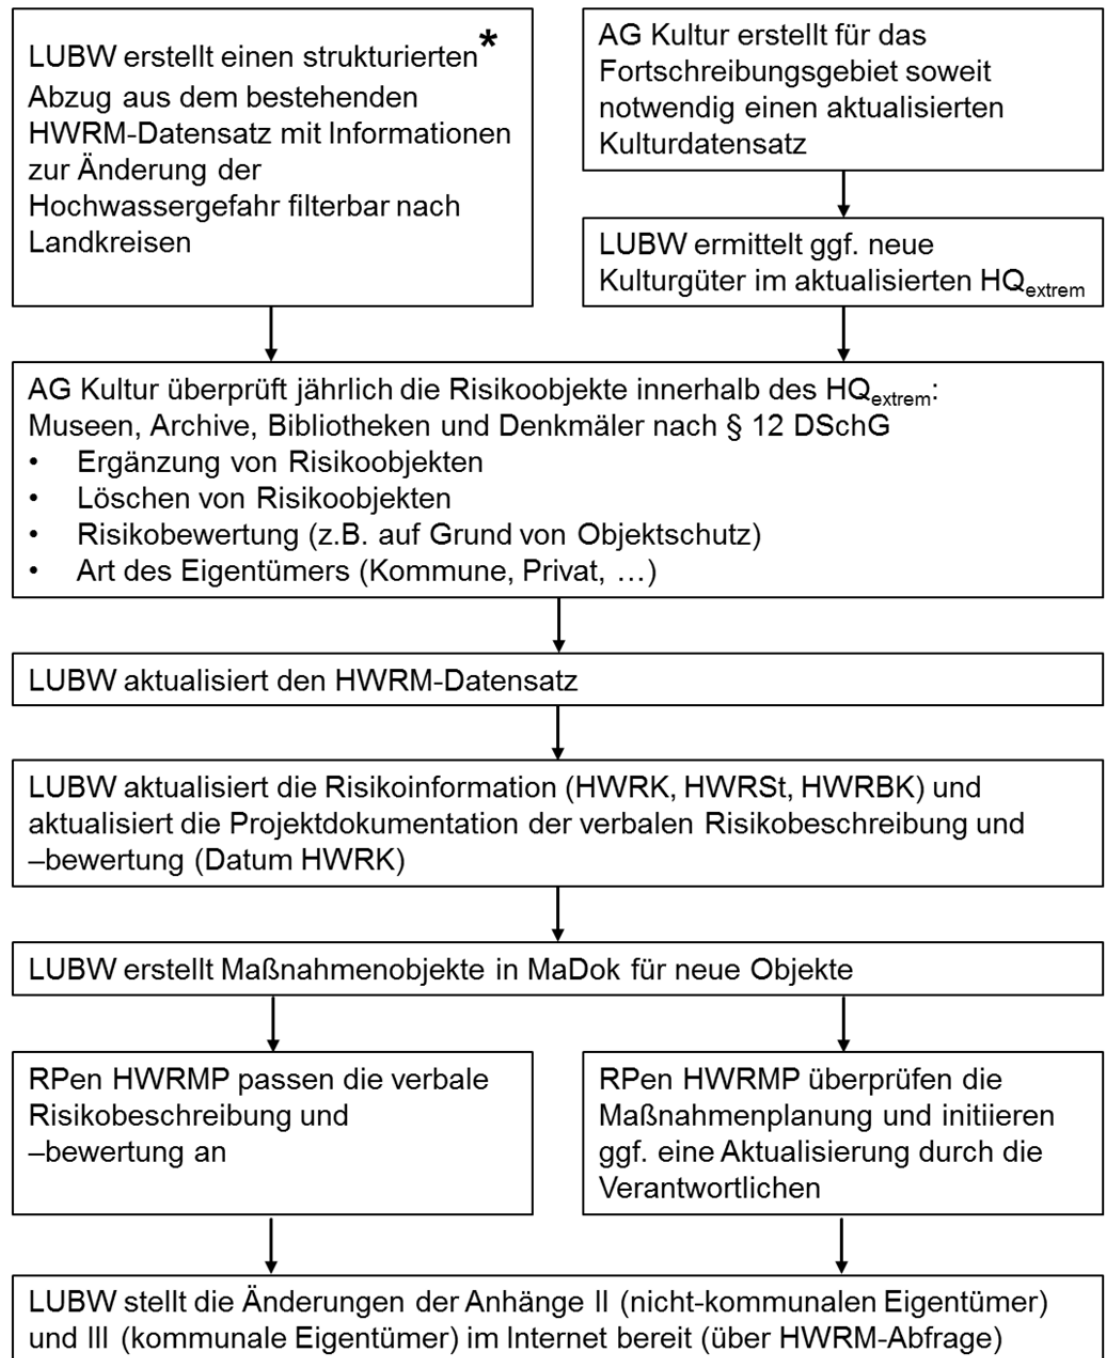 LUBW erstellt einen strukturierten*
Abzug aus dem bestehenden
HWRM-Datensatz mit Informationen
zur Änderung der
Hochwassergefahr filterbar nach
Landkreisen
AG Kultur erstellt für das
Fortschreibungsgebiet soweit
notwendig einen aktualisierten
Kulturdatensatz
LUBW ermittelt ggf. neue
Kulturgüter im aktualisierten HQextrem
AG Kultur überprüft jährlich die Risikoobjekte innerhalb des HQextrem:
Museen, Archive, Bibliotheken und Denkmäler nach § 12 DSchG
• Ergänzung von Risikoobjekten
• Löschen von Risikoobjekten
• Risikobewertung (z.B. auf Grund von Objektschutz)
• Art des Eigentümers (Kommune, Privat, …)
LUBW aktualisiert den HWRM-Datensatz
LUBW aktualisiert die Risikoinformation (HWRK, HWRSt, HWRBK) und
aktualisiert die Projektdokumentation der verbalen Risikobeschreibung und
–bewertung (Datum HWRK)
LUBW erstellt Maßnahmenobjekte in MaDok für neue Objekte
RPen HWRMP passen die verbale
Risikobeschreibung und
–bewertung an
RPen HWRMP überprüfen die
Maßnahmenplanung und initiieren
ggf. eine Aktualisierung durch die
Verantwortlichen
LUBW stellt die Änderungen der Anhänge II (nicht-kommunalen Eigentümer)
und III (kommunale Eigentümer) im Internet bereit (über HWRM-Abfrage)